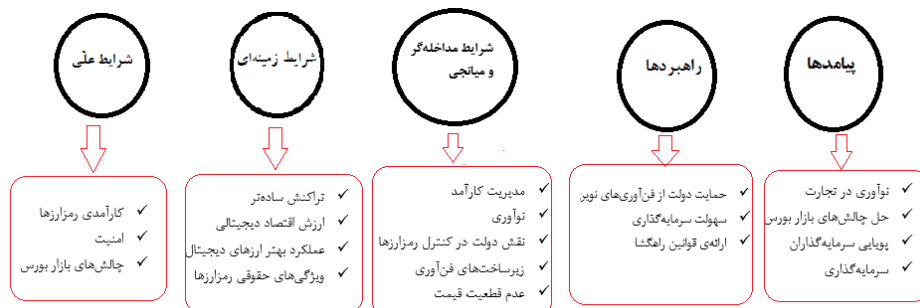 پیامدها
نوآوری در تجارت
حل چالش‌های بازار بورس
پویایی سرمایه‌گذاران
سرمایه‌گذاری
راهبردها
حمایت دولت از فن‌آوری‌های نوین
سهولت سرمایه‌گذاری
ارائه‌ی قوانین راهگشا
شرایط مداخله‌گر
و میانجی
مدیریت کارآمد
نوآوری
نقش دولت در کنترل رمزارزها
زیرساخت‌های فن‌آوری
عدم قطعیت قیمت
شرایط زمینه‌ای
تراکنش ساده‌تر
ارزش اقتصاد دیجیتالی
عملکرد بهتر ارزهای دیجیتال
ویژگی‌های حقوقی رمزارزها
شرایط علّی
کارآمدی رمزارزها
امنیت
چالش‌های بازار بورس